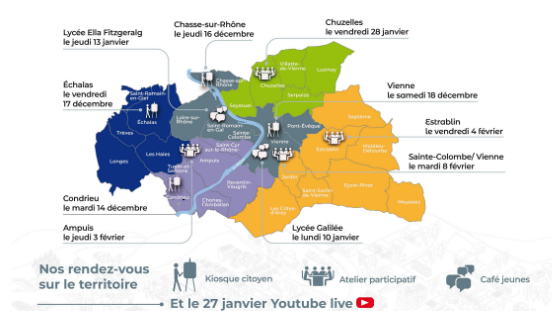 Lycée Ella Fitzgeralg
le jeudi 13 janvier
Chasse-sur-Rhône
le jeudi 16 décembre
Chuzelles
le vendredi 28 janvier
Échalas
le vendredi
17 décembre
Vienne
le samedi 18 décembre
Estrablin
le vendredi 4 février
Sainte-Colombe/ Vienne
le mardi 8 février
Condrieu
le mardi 14 décembre
Ampuis
le jeudi 3 février
Lycée Galilée
le lundi 10 janvier
Chasse-sur-
Rhône
Villette-
de-Vienne
Luzinay
Chuzelles
Serpaize
Seyssuel
Saint-Romain-
en-Gier
Échalas
Loire-sur-
Rhône
Saint-Romain-
en-Gal
Sainte-
Colombe
Pont-Évêque
Vienne
Septème
Estrablin
Moidieu-
Détourbe
Trèves
Les Haies
Longes
Saint-Cyr-
sur-le-Rhône
Ampuis
Tupin-et-
Semons
Condrieu
Reventin-
Vaugris
Chonas-
l'Amballan
Jardin
Les Côtes-
d'Arey
Eyzin-Pinet
Meyssiez
Nos rendez-vous
sur le territoire
Kiosque citoyen
Atelier participatif
Café jeunes
Et le 27 janvier Youtube live